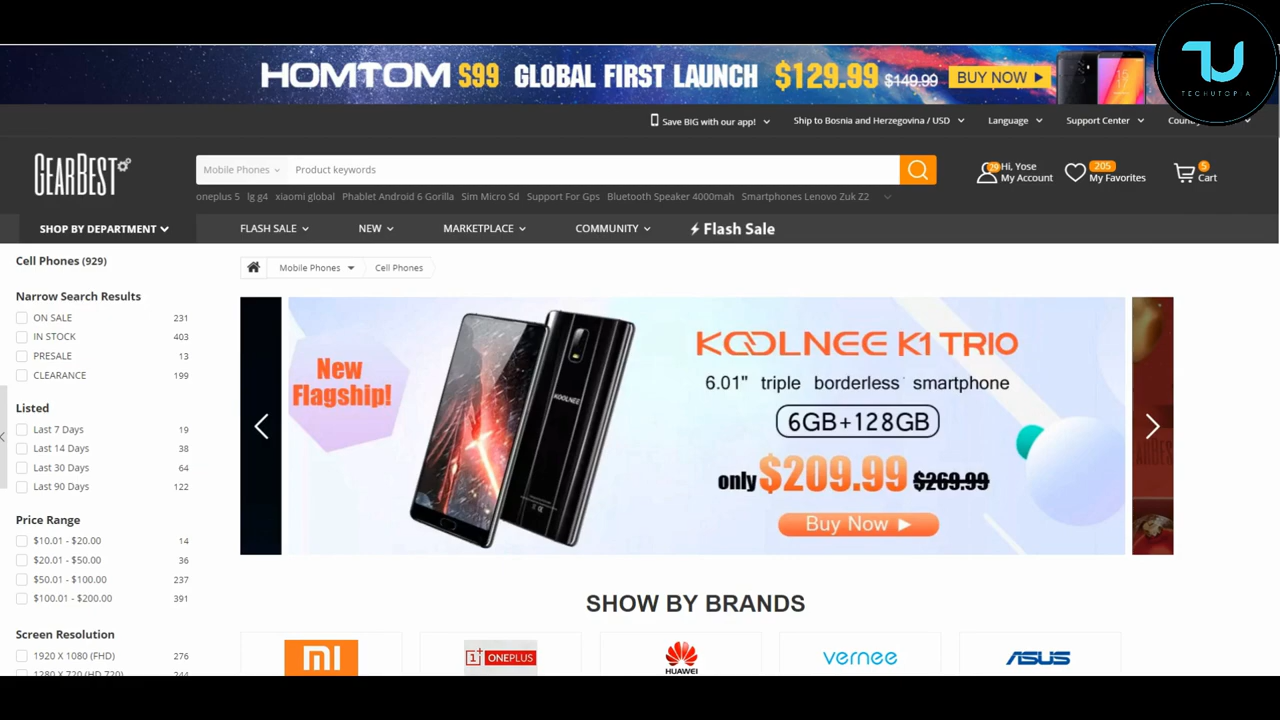 HOMTOM S99 GLOBAL FIRST LAUNCH $129.99 $149.99 BUY NOW
TECHUTOPIA
Save BIG with our app! Ship to Bosnia and Herzegovina / USD Language Support Center
GEARBEST
Mobile Phones Product keywords
Hi, Yose
My Account
205
My Favorites
5
Cart
oneplus 5 lg g4 xiaomi global Phablet Android 6 Gorilla Sim Micro Sd Support For Gps Bluetooth Speaker 4000mah Smartphones Lenovo Zuk Z2
SHOP BY DEPARTMENT FLASH SALE NEW MARKETPLACE COMMUNITY Flash Sale
Cell Phones (929)
Mobile Phones Cell Phones
Narrow Search Results
ON SALE 231
IN STOCK 403
PRESALE 13
CLEARANCE 199
Listed
Last 7 Days 19
Last 14 Days 38
Last 30 Days 64
Last 90 Days 122
Price Range
$10.01 - $20.00 14
$20.01 - $50.00 36
$50.01 - $100.00 237
$100.01 - $200.00 391
Screen Resolution
1920 X 1080 (FHD) 276
1280 X 720 (HD 720) 244
New
Flagship!
KOOLNEE
KOOLNEE K1 TRIO
6.01" triple borderless smartphone
6GB+128GB
only $209.99 $269.99
Buy Now
SHOW BY BRANDS
MI
ONEPLUS
HUAWEI
vernee
ASUS